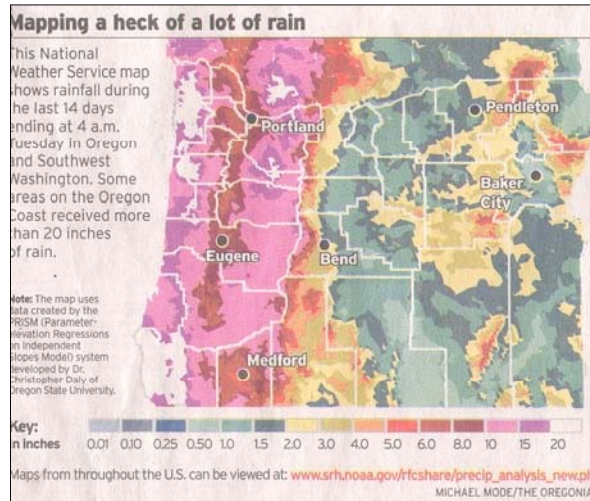 Mapping a heck of a lot of rain
This National
Weather Service map
shows rainfall during
the last 14 days
ending at 4 a.m.
Tuesday in Oregon
and Southwest
Washington. Some
areas on the Oregon
Coast received more
than 20 inches
of rain.
Note: The map uses
data created by the
PRISM (Parameter-
elevation Regressions
on Independent
Slopes Model) system
developed by Dr.
Christopher Daly of
Oregon State University.
Portland
Pendleton
Baker
City
Eugene
Bend
Medford
Key:
in inches
0.01 0.10 0.25 0.50 1.0 1.5 2.0 3.0 4.0 5.0 6.0 8.0 10 15 20
Maps from throughout the U.S. can be viewed at: www.srh.noaa.gov/rfcshare/precip_analysis_new.ph
MICHAEL MODE/THE OREGONIA